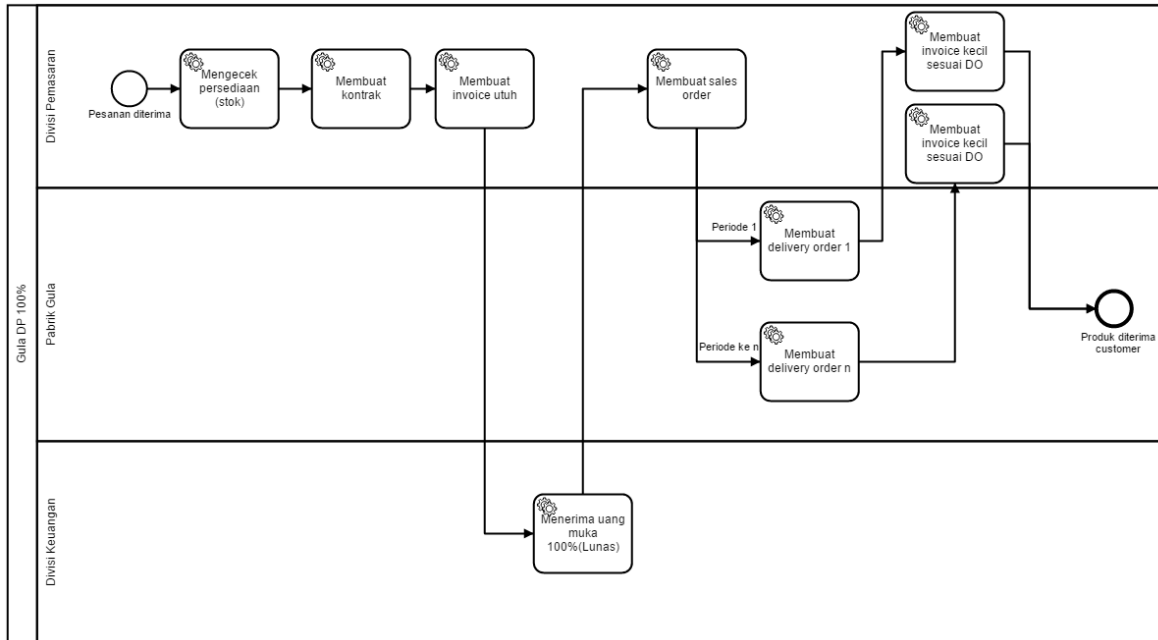 Gula DP 100%
Divisi Pemasaran
Pesanan diterima
Mengecek
persediaan
(stok)
Membuat
kontrak
Membuat
invoice utuh
Membuat sales
order
Membuat
invoice kecil
sesuai DO
Membuat
invoice kecil
sesuai DO
Pabrik Gula
Periode 1
Membuat
delivery order 1
Periode ke n
Membuat
delivery order n
Produk diterima
customer
Divisi Keuangan
Menerima uang
muka
100%(Lunas)